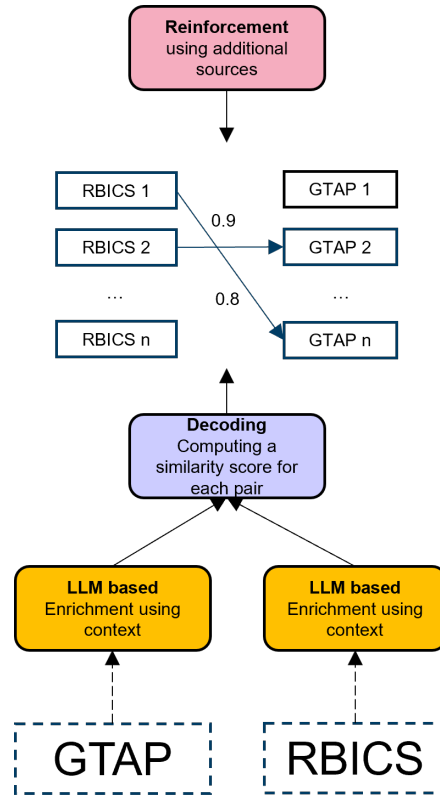 Reinforcement
using additional
sources
RBICS 1
GTAP 1
0.9
RBICS 2
GTAP 2
...
0.8
...
RBICS n
GTAP n
Decoding
Computing a
similarity score for
each pair
LLM based
Enrichment using
context
LLM based
Enrichment using
context
GTAP
RBICS